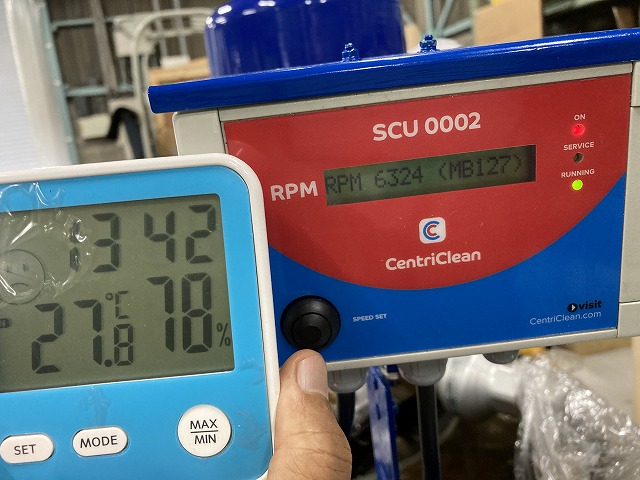 SCU 0002
ON
SERVICE
RUNNING
RPM
RPM 6324 (MB127)
C
CentriClean
SPEED SET
visit
CentriClean.com
13 42
27.8 °C
78 %
SET
MODE
MAX
MIN